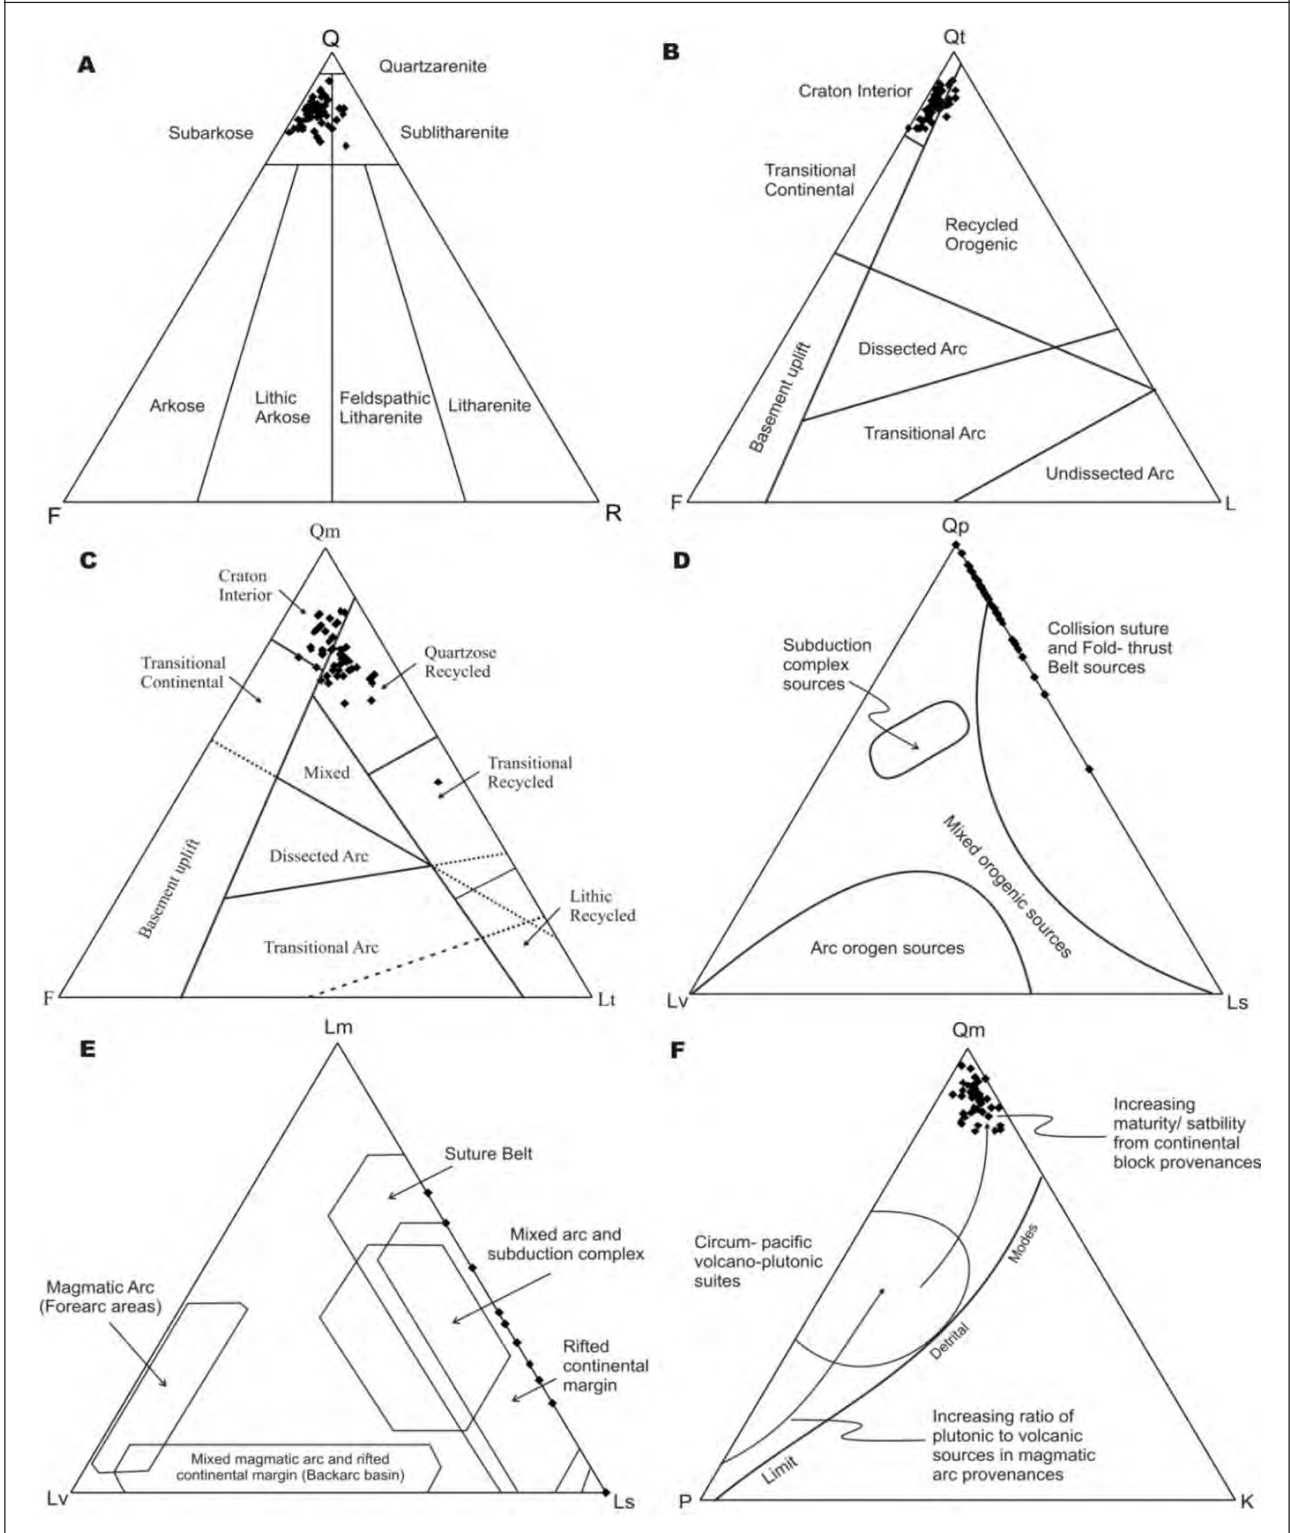 A
Q
Quartzarenite
Subarkose
Sublitharenite
Arkose
Lithic
Arkose
Feldspathic
Litharenite
Litharenite
F
R
B
Qt
Craton Interior
Transitional
Continental
Recycled
Orogenic
Dissected Arc
Basement uplift
Transitional Arc
Undissected Arc
F
L
C
Qm
Craton
Interior
Transitional
Continental
Quartzose
Recycled
Mixed
Transitional
Recycled
Dissected Arc
Basement uplift
Lithic
Recycled
Transitional Arc
F
Lt
D
Qp
Collision suture
and Fold- thrust
Belt sources
Subduction
complex
sources
Mixed orogenic sources
Arc orogen sources
Lv
Ls
E
Lm
Suture Belt
Mixed arc and
subduction complex
Magmatic Arc
(Forearc areas)
Rifted
continental
margin
Mixed magmatic arc and rifted
continental margin (Backarc basin)
Lv
Ls
F
Qm
Increasing
maturity/ satbility
from continental
block provenances
Circum- pacific
volcano-plutonic
suites
Modes
Detrital
Limit
Increasing ratio of
plutonic to volcanic
sources in magmatic
arc provenances
P
K